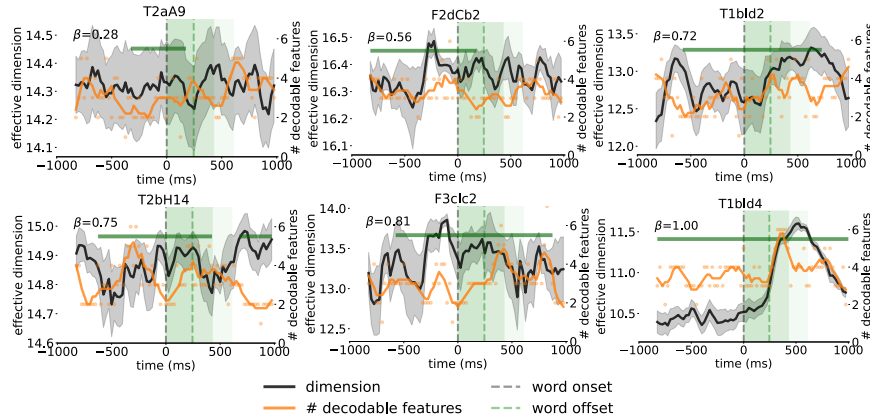 T2aA9
β=0.28
effective dimension
14.5
14.4
14.3
14.2
14.1
6
4
2
0
# decodable features
−1000 −500 0 500 1000
time (ms)
F2dCb2
β=0.56
effective dimension
16.5
16.4
16.3
16.2
16.1
6
4
2
0
# decodable features
−1000 −500 0 500 1000
time (ms)
T1bId2
β=0.72
effective dimension
13.5
13.0
12.5
12.0
6
4
2
0
# decodable features
−1000 −500 0 500 1000
time (ms)
T2bH14
β=0.75
effective dimension
15.0
14.9
14.8
14.7
14.6
6
4
2
0
# decodable features
−1000 −500 0 500 1000
time (ms)
F3cIc2
β=0.81
effective dimension
14.0
13.5
13.0
12.5
6
4
2
0
# decodable features
−1000 −500 0 500 1000
time (ms)
T1bId4
β=1.00
effective dimension
11.5
11.0
10.5
6
4
2
0
# decodable features
−1000 −500 0 500 1000
time (ms)
dimension
# decodable features
word onset
word offset